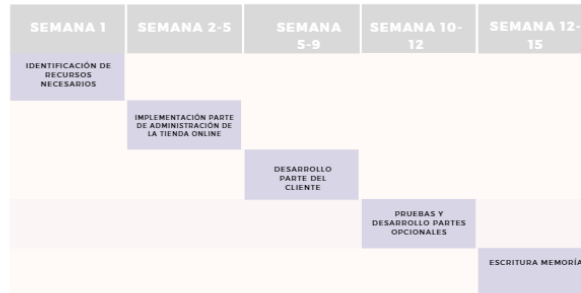 SEMANA 1
SEMANA 2-5
SEMANA
5-9
SEMANA 10-
12
SEMANA 12-
15
IDENTIFICACIÓN DE
RECURSOS
NECESARIOS
IMPLEMENTACIÓN PARTE
DE ADMINISTRACIÓN DE
LA TIENDA ONLINE
DESARROLLO
PARTE DEL
CLIENTE
PRUEBAS Y
DESARROLLO PARTES
OPCIONALES
ESCRITURA MEMORÍA